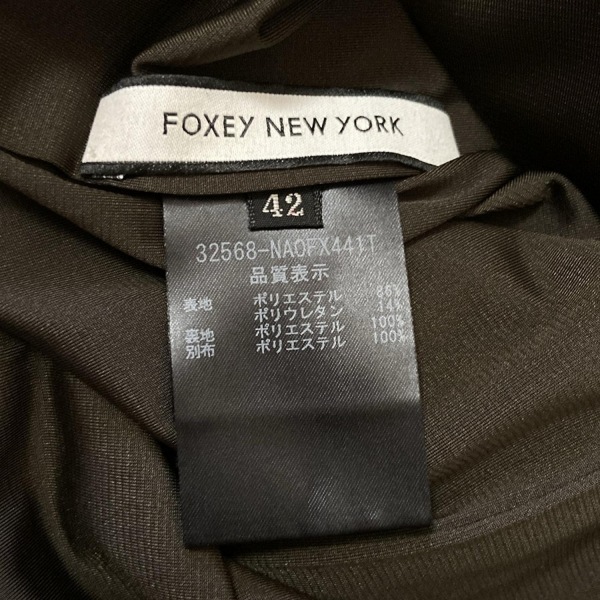 FOXEY NEW YORK
42
32568-NAOFX441T
品質表示
表地 ポリエステル 86%
ポリウレタン 14%
裏地 ポリエステル 100%
別布 ポリエステル 100%